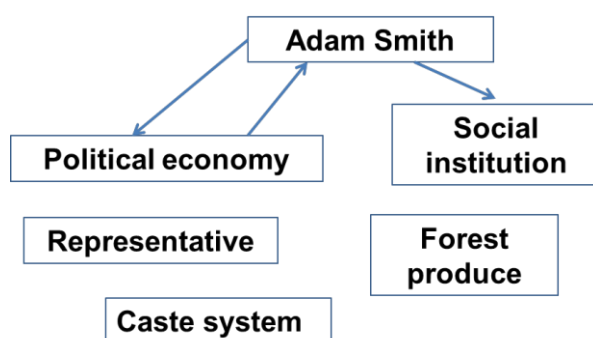 Adam Smith
Political economy
Social
institution
Representative
Forest
produce
Caste system